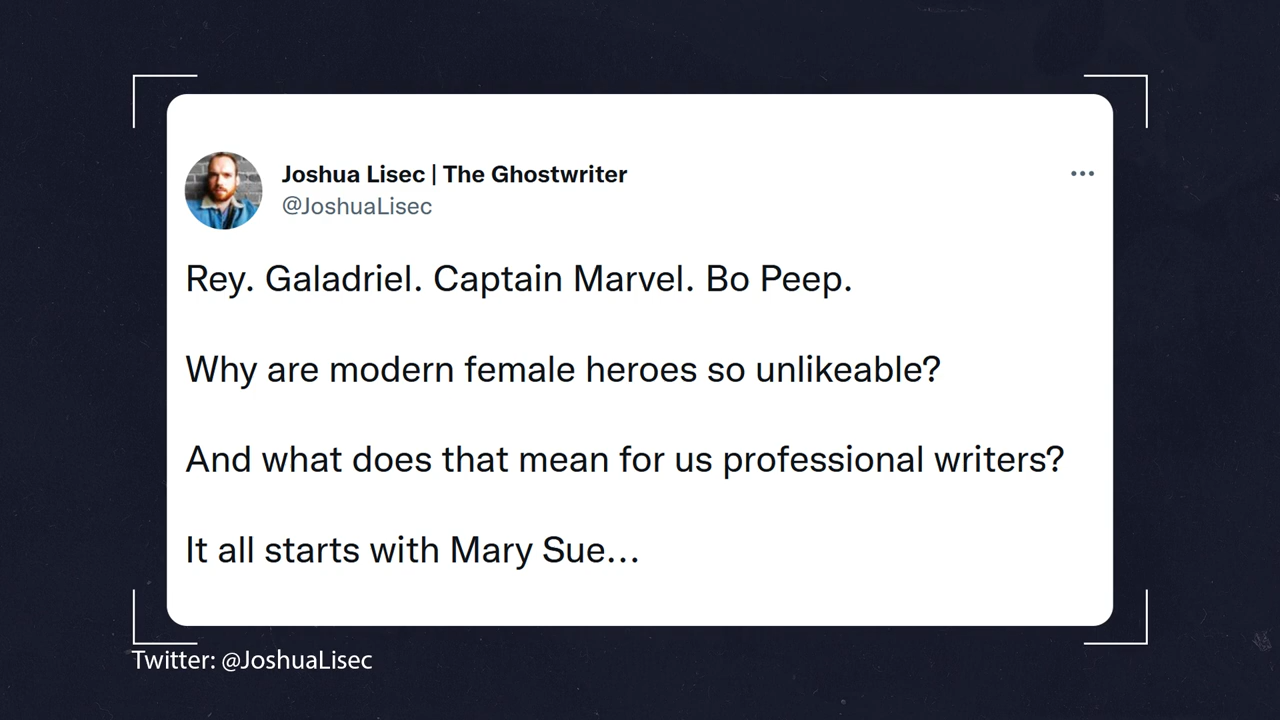 Joshua Lisec | The Ghostwriter
@JoshuaLisec
Rey. Galadriel. Captain Marvel. Bo Peep.
Why are modern female heroes so unlikeable?
And what does that mean for us professional writers?
It all starts with Mary Sue...
Twitter: @JoshuaLisec